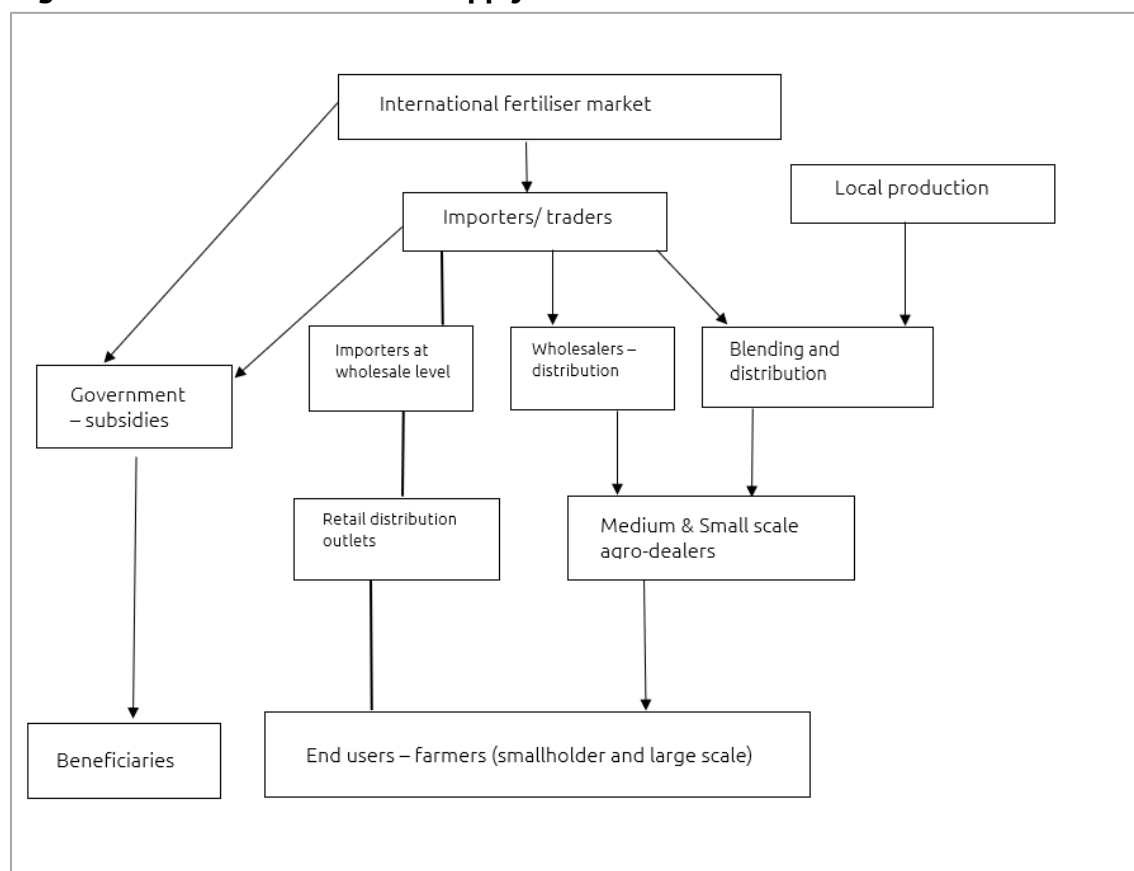 International fertiliser market
Local production
Importers/ traders
Importers at
wholesale level
Wholesalers –
distribution
Blending and
distribution
Government
– subsidies
Retail distribution
outlets
Medium & Small scale
agro-dealers
Beneficiaries
End users – farmers (smallholder and large scale)